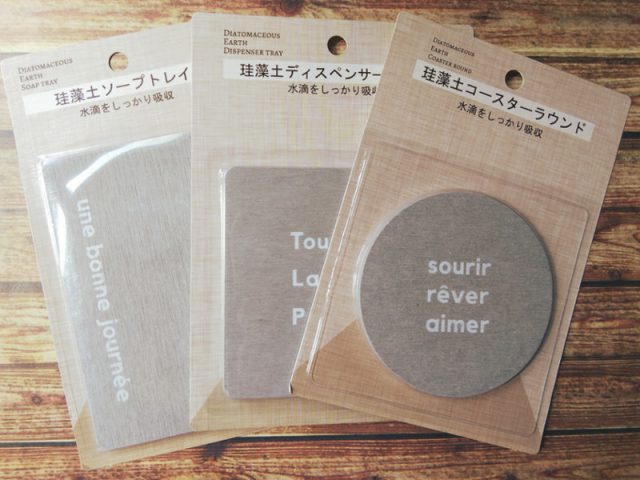 DIATOMACEOUS
EARTH
SOAP TRAY
珪藻土ソープトレイ
水滴をしっかり吸収
une bonne journée
DIATOMACEOUS
EARTH
DISPENSER TRAY
珪藻土ディスペンサー
水滴をしっかり吸収
DIATOMACEOUS
EARTH
COASTER ROUND
珪藻土コースターラウンド
水滴をしっかり吸収
sourir
rêver
aimer